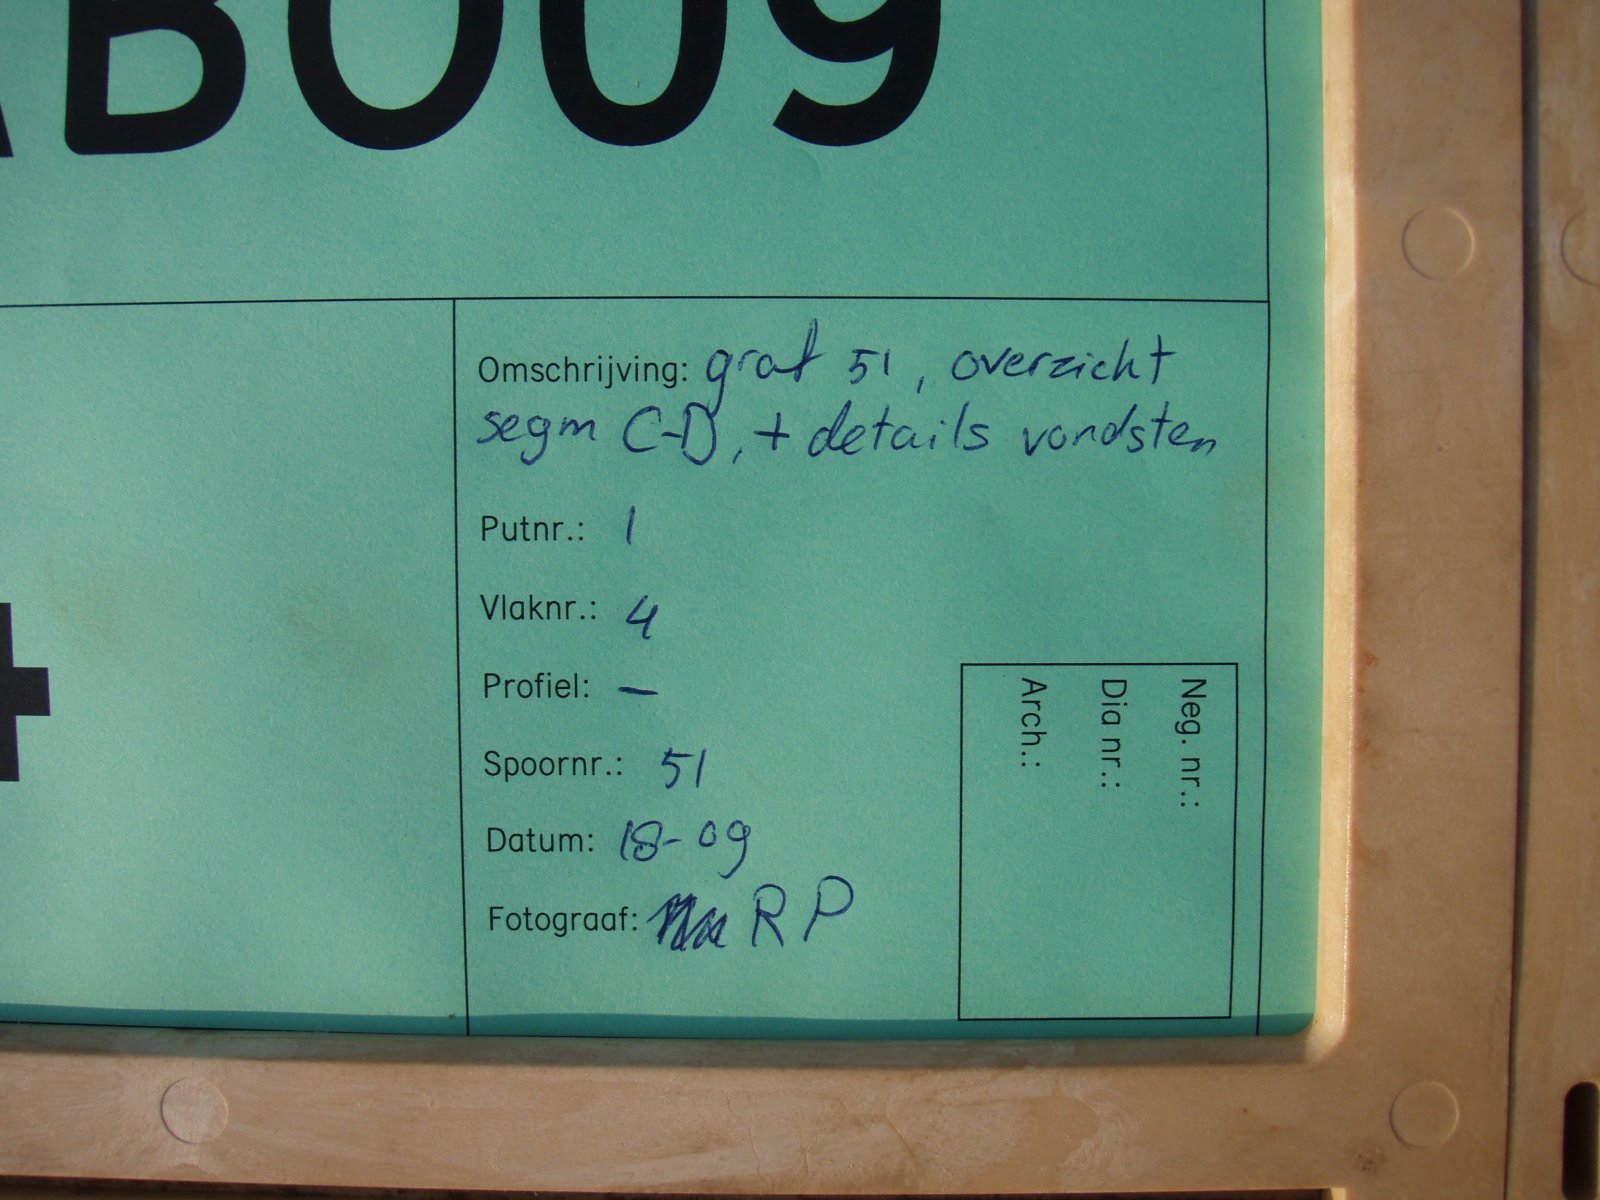 ABO09
Omschrijving: graf 51, overzicht
segm C-D, + details vondsten
Putnr.: 1
Vlaknr.: 4
Profiel: —
Spoornr.: 51
Datum: 18-09
Fotograaf: RP
Neg. nr.:
Dia nr.:
Arch.: